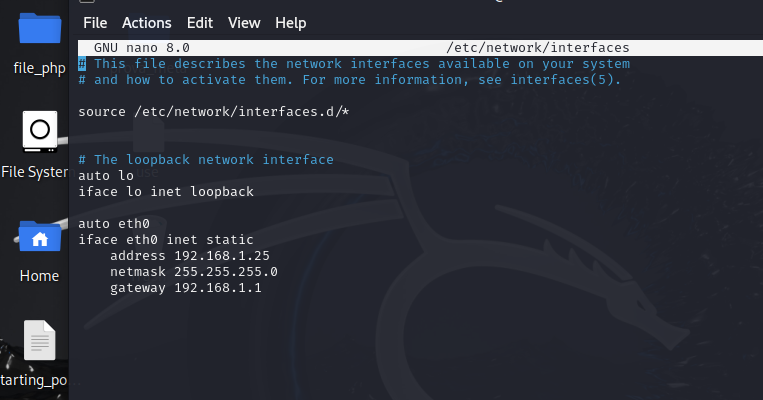 File Actions Edit View Help
GNU nano 8.0 /etc/network/interfaces
# This file describes the network interfaces available on your system
# and how to activate them. For more information, see interfaces(5).
source /etc/network/interfaces.d/*
# The loopback network interface
auto lo
iface lo inet loopback
auto eth0
iface eth0 inet static
address 192.168.1.25
netmask 255.255.255.0
gateway 192.168.1.1
file_php
File System
Home
tarting_po...